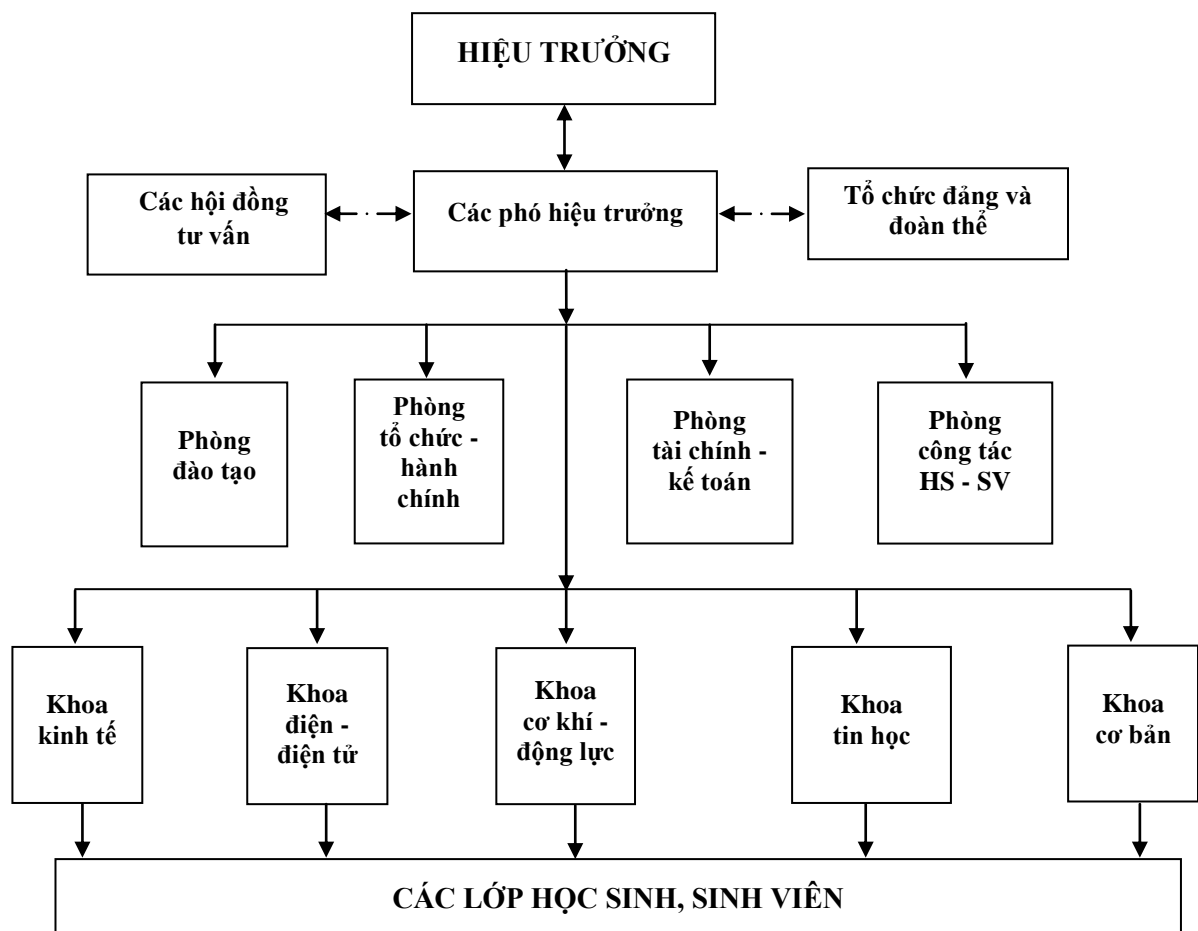 HIỆU TRƯỞNG
Các hội đồng
tư vấn
Các phó hiệu trưởng
Tổ chức đảng và
đoàn thể
Phòng
đào tạo
Phòng
tổ chức -
hành
chính
Phòng
tài chính -
kế toán
Phòng
công tác
HS - SV
Khoa
kinh tế
Khoa
điện -
điện tử
Khoa
cơ khí -
động lực
Khoa
tin học
Khoa
cơ bản
CÁC LỚP HỌC SINH, SINH VIÊN